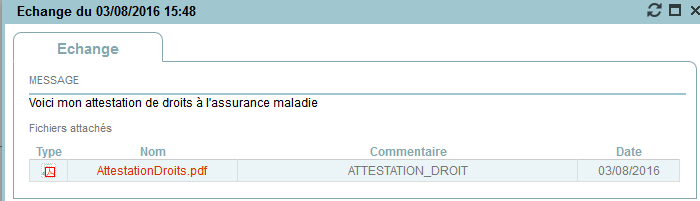 Echange du 03/08/2016 15:48
Echange
MESSAGE
Voici mon attestation de droits à l'assurance maladie
Fichiers attachés
Type Nom Commentaire Date
AttestationDroits.pdf ATTESTATION_DROIT 03/08/2016